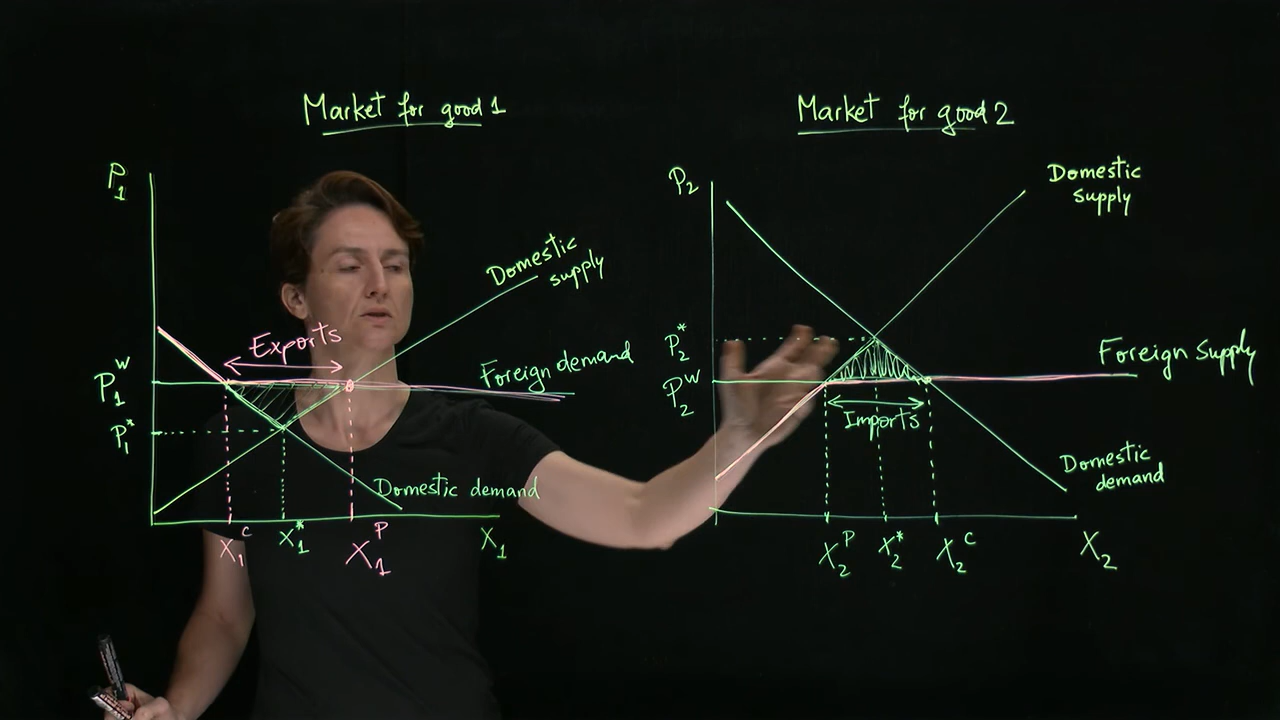 Market for good 1
P₁
Domestic
supply
Exports
Foreign demand
P₁ᵂ
P₁*
Domestic demand
X₁ᶜ
X₁*
X₁ᴾ
X₁
Market for good 2
P₂
Domestic
supply
P₂*
Foreign Supply
P₂ᵂ
Imports
Domestic
demand
X₂ᴾ
X₂*
X₂ᶜ
X₂